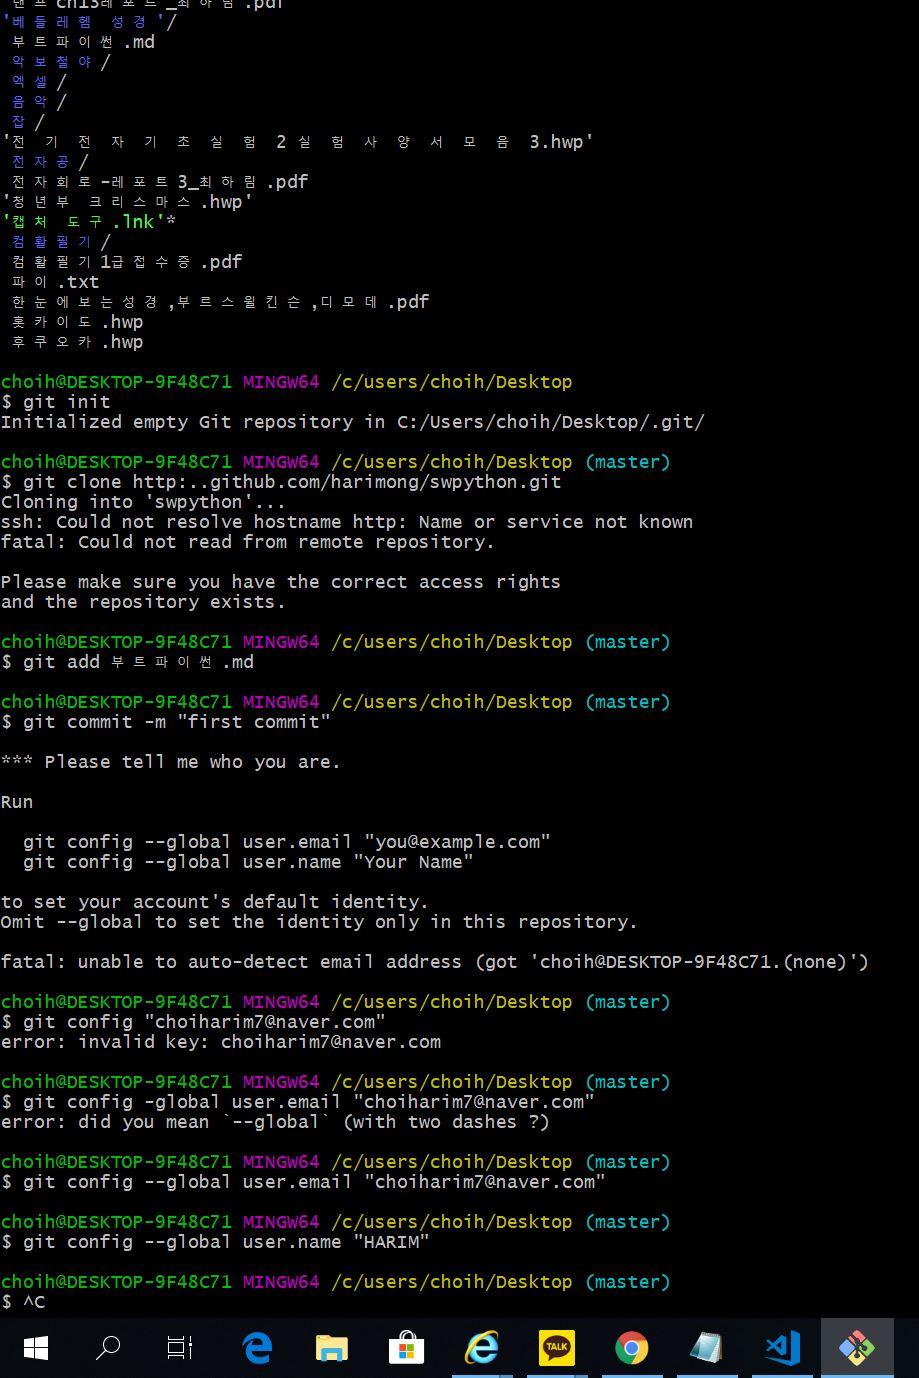 '베들레헴 성경'/
부트파이썬.md
악보철야/
엑셀/
음악/
잡/
'전 기 전 자 기 초 실 험 2 실 험 사 양 서 모 음 3.hwp'
전자공/
전자회로-레포트3_최하림.pdf
'청년부 크리스마스.hwp'
'캡처 도구.lnk'*
컴활필기/
컴활필기1급접수증.pdf
파이.txt
한눈에보는성경,부르스윌킨슨,디모데.pdf
홋카이도.hwp
후쿠오카.hwp
choih@DESKTOP-9F48C71 MINGW64 /c/users/choih/Desktop
$ git init
Initialized empty Git repository in C:/Users/choih/Desktop/.git/
choih@DESKTOP-9F48C71 MINGW64 /c/users/choih/Desktop (master)
$ git clone http:..github.com/harimong/swpython.git
Cloning into 'swpython'...
ssh: Could not resolve hostname http: Name or service not known
fatal: Could not read from remote repository.
Please make sure you have the correct access rights
and the repository exists.
choih@DESKTOP-9F48C71 MINGW64 /c/users/choih/Desktop (master)
$ git add 부트파이썬.md
choih@DESKTOP-9F48C71 MINGW64 /c/users/choih/Desktop (master)
$ git commit -m "first commit"
*** Please tell me who you are.
Run
git config --global user.email "you@example.com"
git config --global user.name "Your Name"
to set your account's default identity.
Omit --global to set the identity only in this repository.
fatal: unable to auto-detect email address (got 'choih@DESKTOP-9F48C71.(none)')
choih@DESKTOP-9F48C71 MINGW64 /c/users/choih/Desktop (master)
$ git config "choiharim7@naver.com"
error: invalid key: choiharim7@naver.com
choih@DESKTOP-9F48C71 MINGW64 /c/users/choih/Desktop (master)
$ git config -global user.email "choiharim7@naver.com"
error: did you mean `--global` (with two dashes ?)
choih@DESKTOP-9F48C71 MINGW64 /c/users/choih/Desktop (master)
$ git config --global user.email "choiharim7@naver.com"
choih@DESKTOP-9F48C71 MINGW64 /c/users/choih/Desktop (master)
$ git config --global user.name "HARIM"
choih@DESKTOP-9F48C71 MINGW64 /c/users/choih/Desktop (master)
$ ^C
TALK